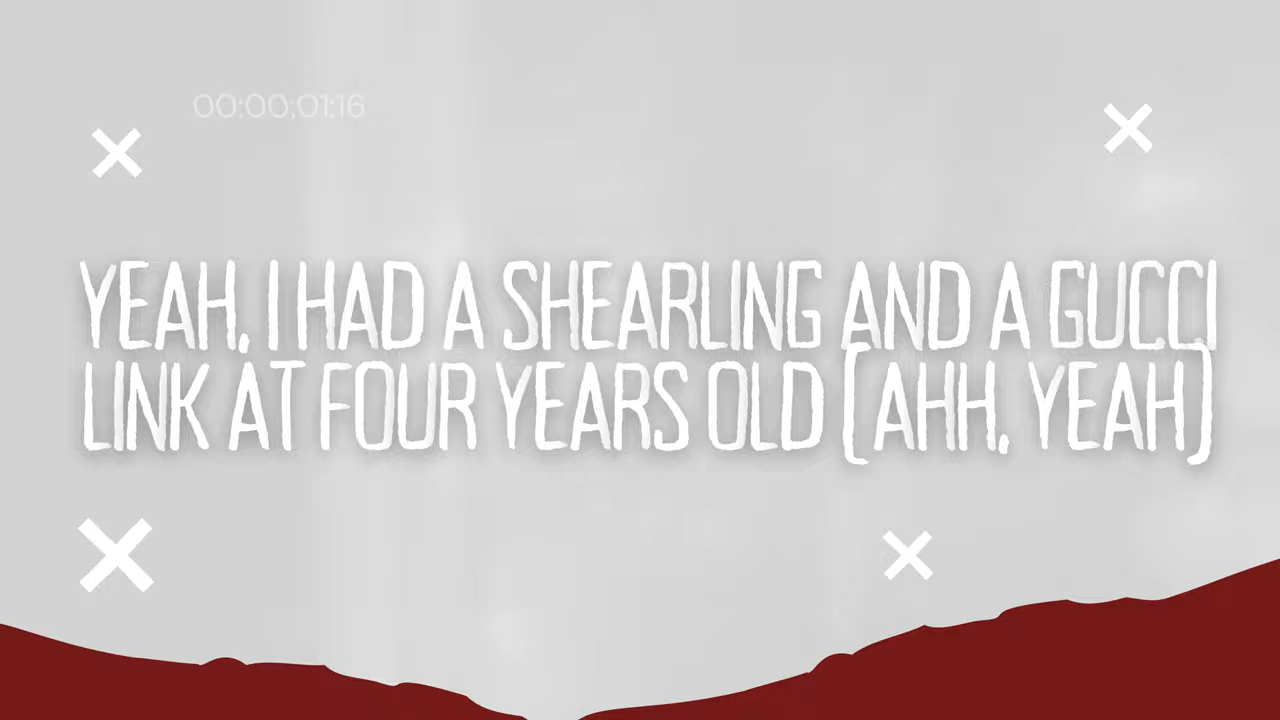 00:00:01:16
YEAH, I HAD A SHEARLING AND A GUCCI
LINK AT FOUR YEARS OLD (AHH, YEAH)